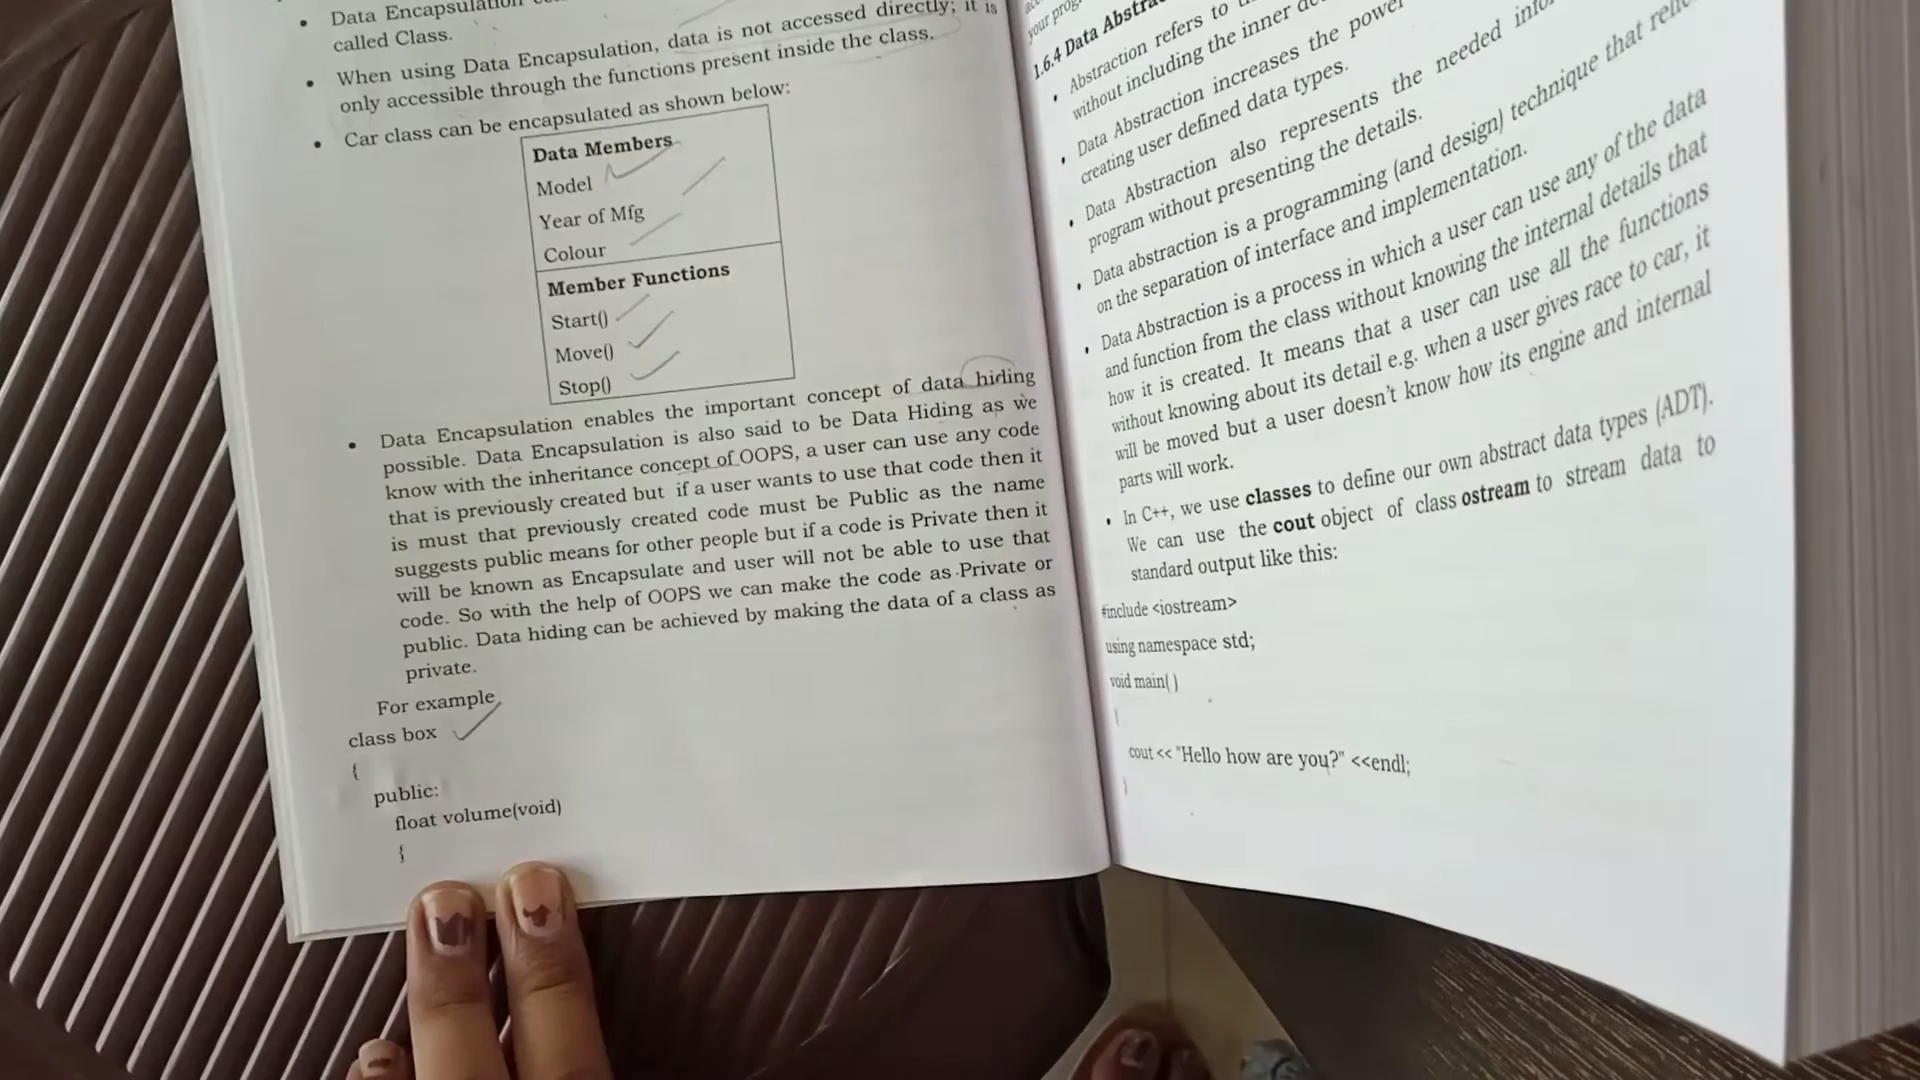 • Data Encapsulation
called Class.
• When using Data Encapsulation, data is not accessed directly; it is
only accessible through the functions present inside the class.
• Car class can be encapsulated as shown below:
Data Members
Model
Year of Mfg
Colour
Member Functions
Start()
Move()
Stop()
• Data Encapsulation enables the important concept of data hiding
possible. Data Encapsulation is also said to be Data Hiding as we
know with the inheritance concept of OOPS, a user can use any code
that is previously created but if a user wants to use that code then it
is must that previously created code must be Public as the name
suggests public means for other people but if a code is Private then it
will be known as Encapsulate and user will not be able to use that
code. So with the help of OOPS we can make the code as Private or
public. Data hiding can be achieved by making the data of a class as
private.
For example
class box
{
public:
float volume(void)
{
your
1.6.4 Data
• Abstraction refers to
without including the inner
• Data Abstraction increases the power
creating user defined data types.
• Data Abstraction also represents the needed
program without presenting the details.
• Data abstraction is a programming (and design) technique that
on the separation of interface and implementation.
• Data Abstraction is a process in which a user can use any of the data
and function from the class without knowing the internal details that
how it is created. It means that a user can use all the functions
without knowing about its detail e.g. when a user gives race to car, it
will be moved but a user doesn't know how its engine and internal
parts will work.
• In C++, we use classes to define our own abstract data types (ADT).
We can use the cout object of class ostream to stream data to
standard output like this:
#include <iostream>
using namespace std;
void main( )
{
cout << "Hello how are you?" <<endl;
}